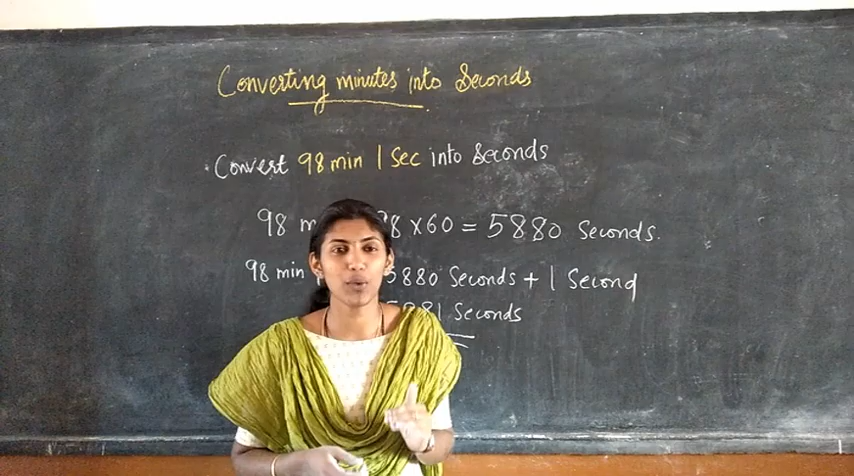 Converting minutes into Seconds
Convert 98 min 1 Sec into Seconds
98 × 60 = 5880 Seconds.
98 min 5880 Seconds + 1 Second
5881 Seconds